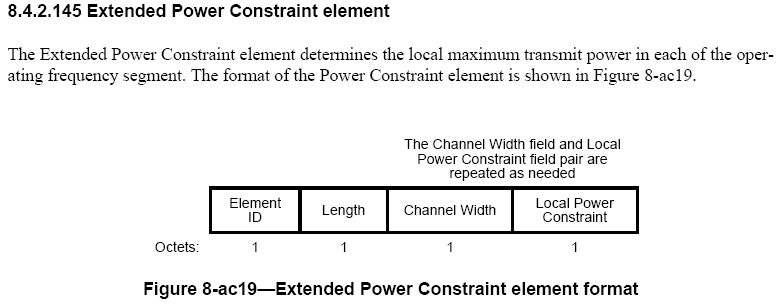 8.4.2.145 Extended Power Constraint element
The Extended Power Constraint element determines the local maximum transmit power in each of the oper-
ating frequency segment. The format of the Power Constraint element is shown in Figure 8-ac19.
The Channel Width field and Local
Power Constraint field pair are
repeated as needed
Element
ID
Length
Channel Width
Local Power
Constraint
Octets: 1 1 1 1
Figure 8-ac19—Extended Power Constraint element format